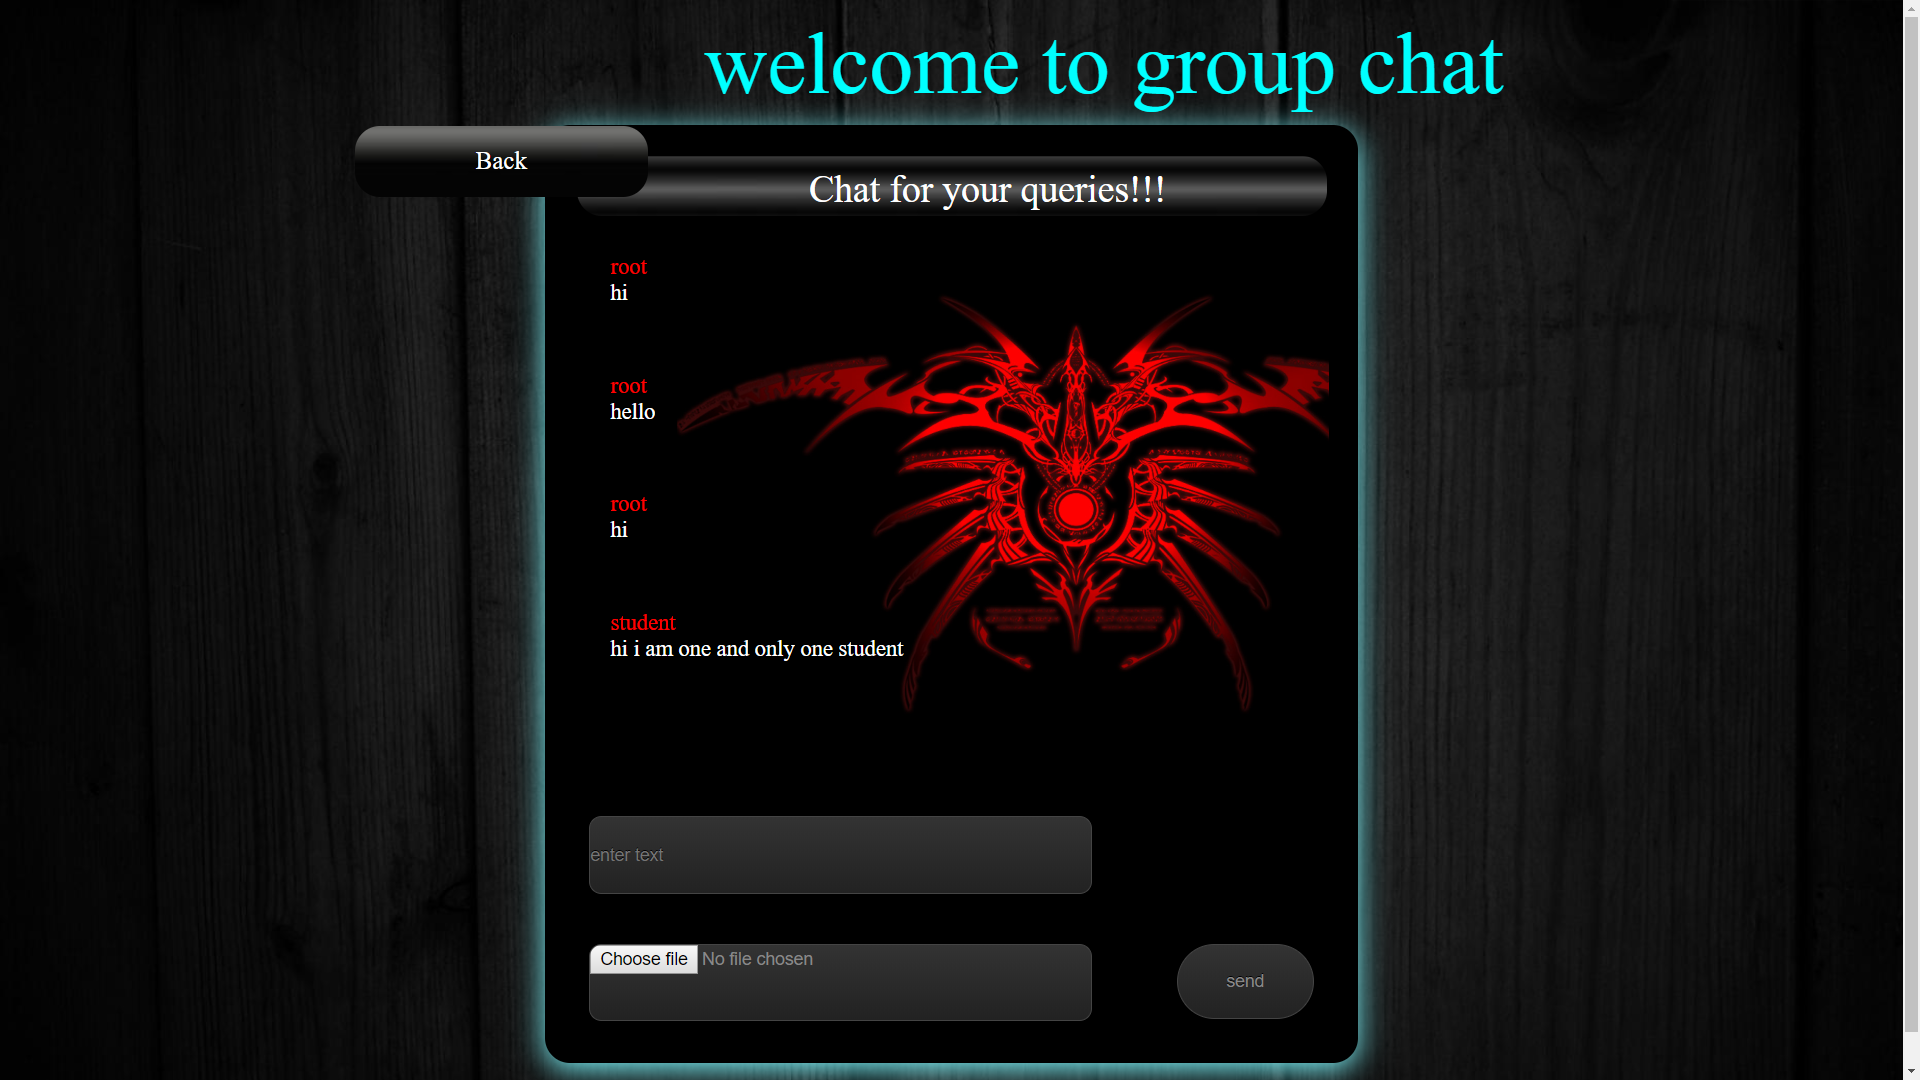 welcome to group chat
Back
Chat for your queries!!!
root
hi
root
hello
root
hi
student
hi i am one and only one student
enter text
Choose file No file chosen
send